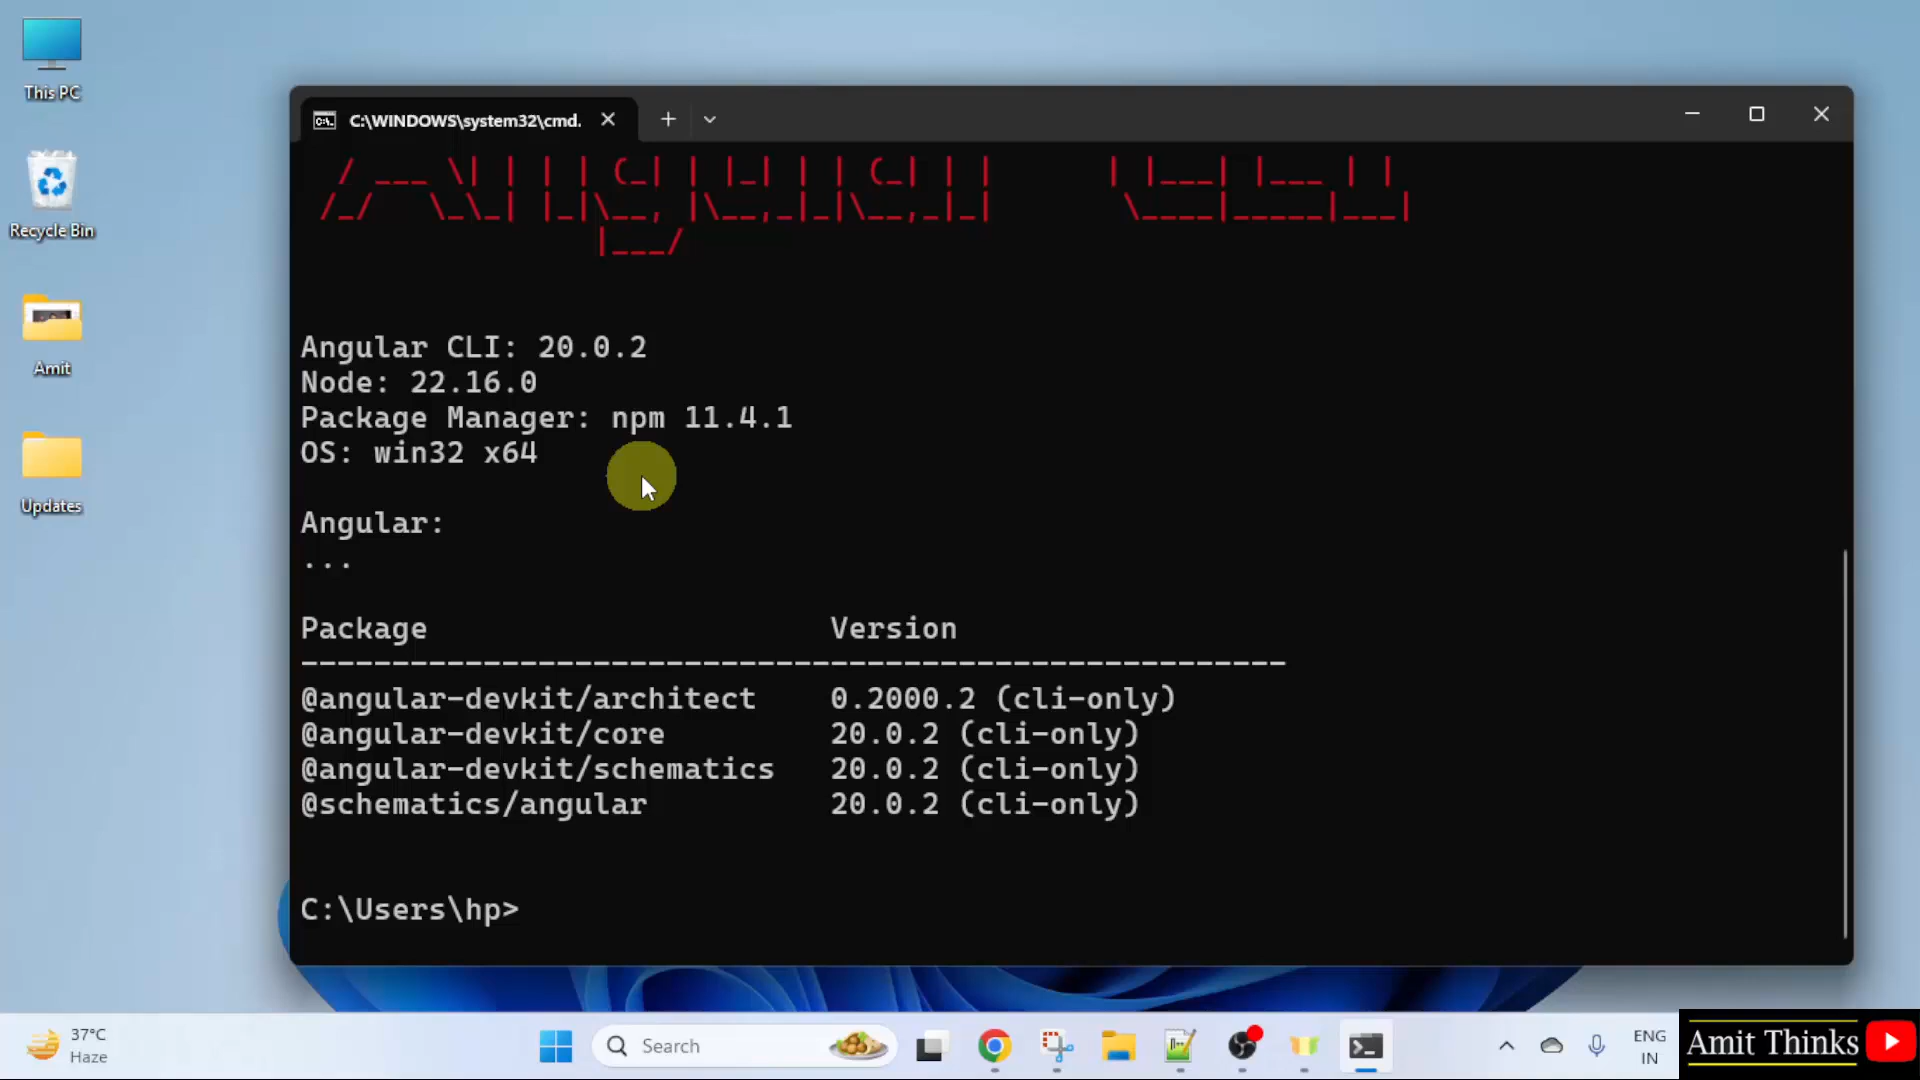 This PC
Recycle Bin
Amit
Updates
C:\WINDOWS\system32\cmd.
Angular CLI: 20.0.2
Node: 22.16.0
Package Manager: npm 11.4.1
OS: win32 x64
Angular:
...
Package Version
------------------------------------------------------
@angular-devkit/architect 0.2000.2 (cli-only)
@angular-devkit/core 20.0.2 (cli-only)
@angular-devkit/schematics 20.0.2 (cli-only)
@schematics/angular 20.0.2 (cli-only)
C:\Users\hp>
37°C
Haze
Search
ENG
IN
Amit Thinks